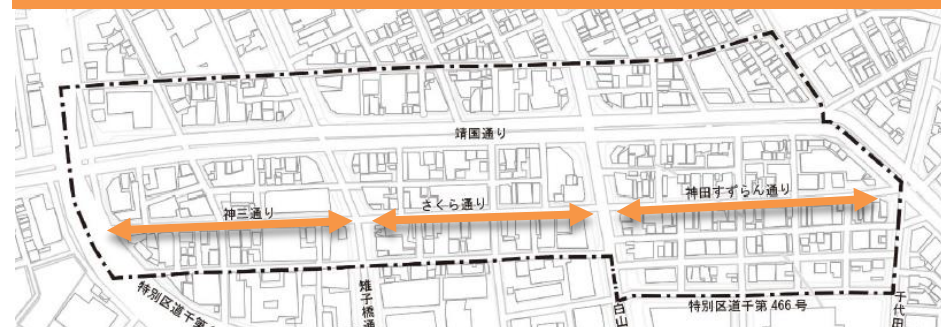 靖国通り
神三通り
さくら通り
神田すずらん通り
特別区道千第
雉子橋通
白山
特別区道千第466号
千代田